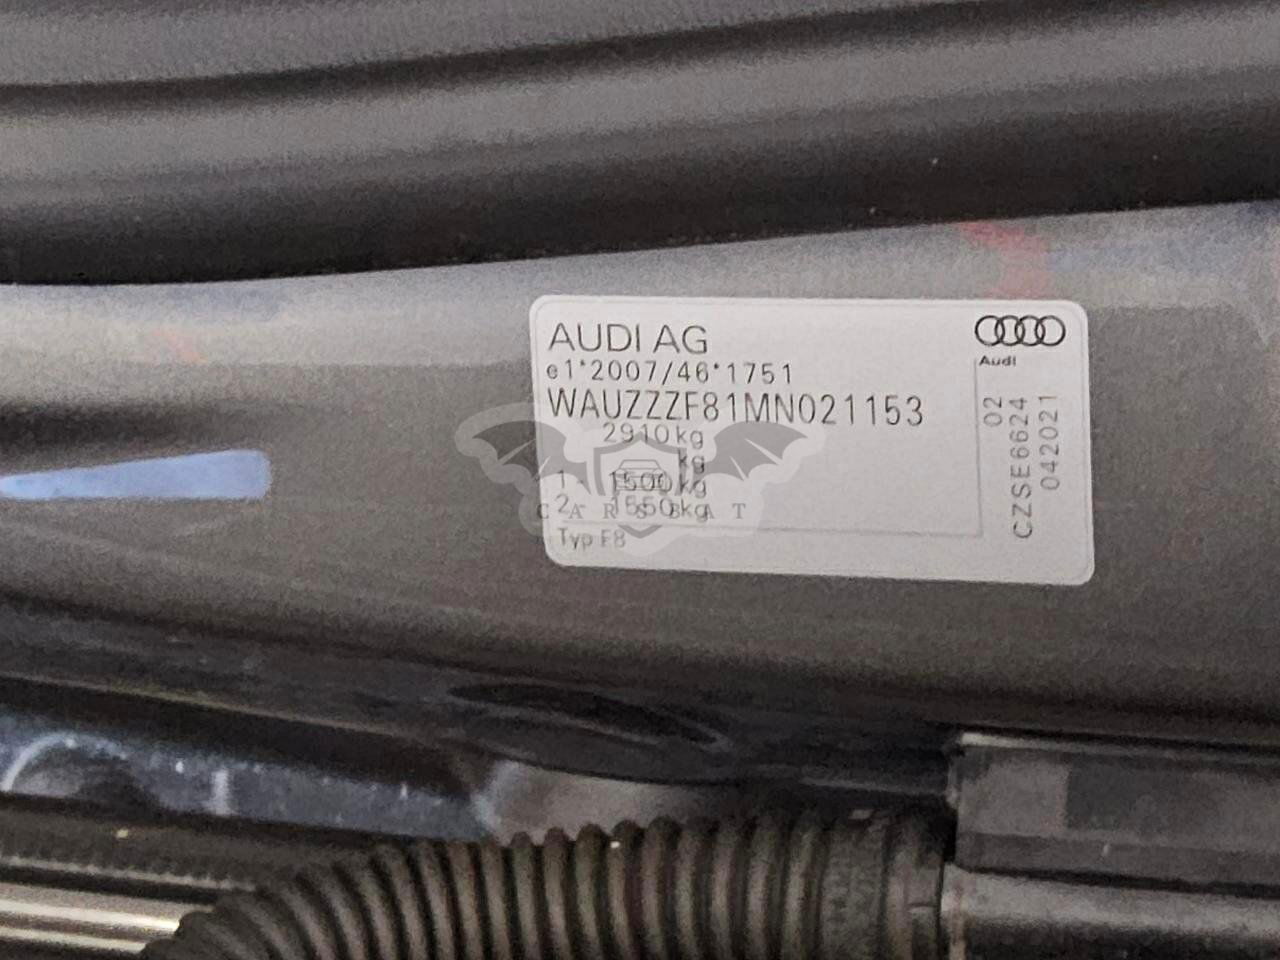 AUDI AG
Audi
e1*2007/46*1751
WAUZZZF81MN021153
2910 kg
kg
1 - 1500 kg
2 - 1550 kg
Typ F8
02
CZSE6624
042021
CARSBAT